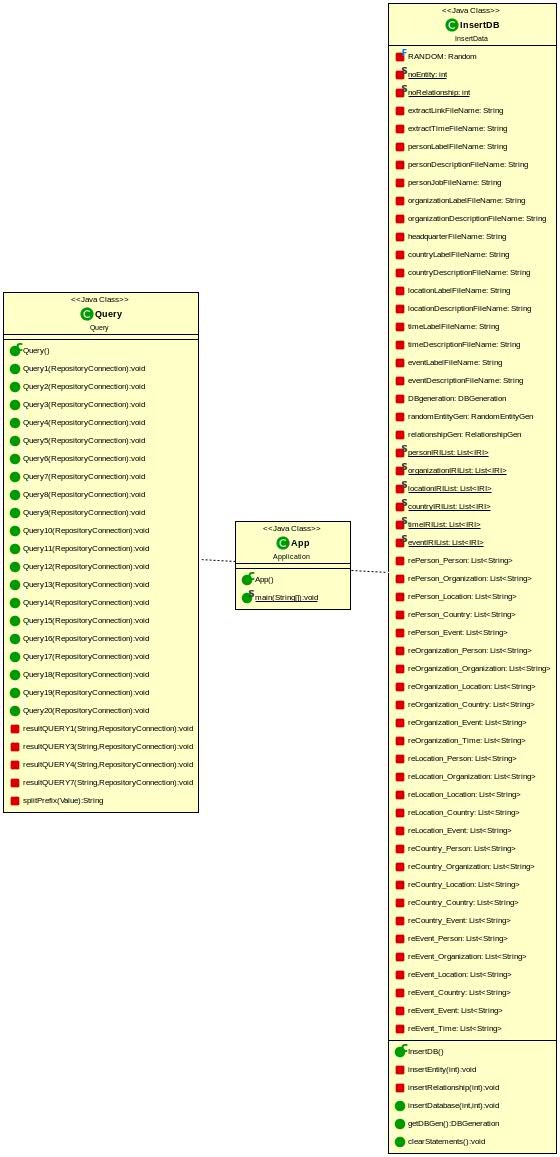 <<Java Class>>
Query
Query
Query()
Query1(RepositoryConnection):void
Query2(RepositoryConnection):void
Query3(RepositoryConnection):void
Query4(RepositoryConnection):void
Query5(RepositoryConnection):void
Query6(RepositoryConnection):void
Query7(RepositoryConnection):void
Query8(RepositoryConnection):void
Query9(RepositoryConnection):void
Query10(RepositoryConnection):void
Query11(RepositoryConnection):void
Query12(RepositoryConnection):void
Query13(RepositoryConnection):void
Query14(RepositoryConnection):void
Query15(RepositoryConnection):void
Query16(RepositoryConnection):void
Query17(RepositoryConnection):void
Query18(RepositoryConnection):void
Query19(RepositoryConnection):void
Query20(RepositoryConnection):void
resultQUERY1(String,RepositoryConnection):void
resultQUERY3(String,RepositoryConnection):void
resultQUERY4(String,RepositoryConnection):void
resultQUERY7(String,RepositoryConnection):void
splitPrefix(Value):String
<<Java Class>>
App
Application
App()
main(String[]):void
<<Java Class>>
InsertDB
InsertData
RANDOM: Random
noEntity: int
noRelationship: int
extractLinkFileName: String
extractTimeFileName: String
personLabelFileName: String
personDescriptionFileName: String
personJobFileName: String
organizationLabelFileName: String
organizationDescriptionFileName: String
headquarterFileName: String
countryLabelFileName: String
countryDescriptionFileName: String
locationLabelFileName: String
locationDescriptionFileName: String
timeLabelFileName: String
timeDescriptionFileName: String
eventLabelFileName: String
eventDescriptionFileName: String
DBgeneration: DBGeneration
randomEntityGen: RandomEntityGen
relationshipGen: RelationshipGen
personIRIList: List<IRI>
organizationIRIList: List<IRI>
locationIRIList: List<IRI>
countryIRIList: List<IRI>
timeIRIList: List<IRI>
eventIRIList: List<IRI>
rePerson_Person: List<String>
rePerson_Organization: List<String>
rePerson_Location: List<String>
rePerson_Country: List<String>
rePerson_Event: List<String>
reOrganization_Person: List<String>
reOrganization_Organization: List<String>
reOrganization_Location: List<String>
reOrganization_Country: List<String>
reOrganization_Event: List<String>
reOrganization_Time: List<String>
reLocation_Person: List<String>
reLocation_Organization: List<String>
reLocation_Location: List<String>
reLocation_Country: List<String>
reLocation_Event: List<String>
reCountry_Person: List<String>
reCountry_Organization: List<String>
reCountry_Location: List<String>
reCountry_Country: List<String>
reCountry_Event: List<String>
reEvent_Person: List<String>
reEvent_Organization: List<String>
reEvent_Location: List<String>
reEvent_Country: List<String>
reEvent_Event: List<String>
reEvent_Time: List<String>
InsertDB()
insertEntity(int):void
insertRelationship(int):void
insertDatabase(int,int):void
getDBGen():DBGeneration
clearStatements():void